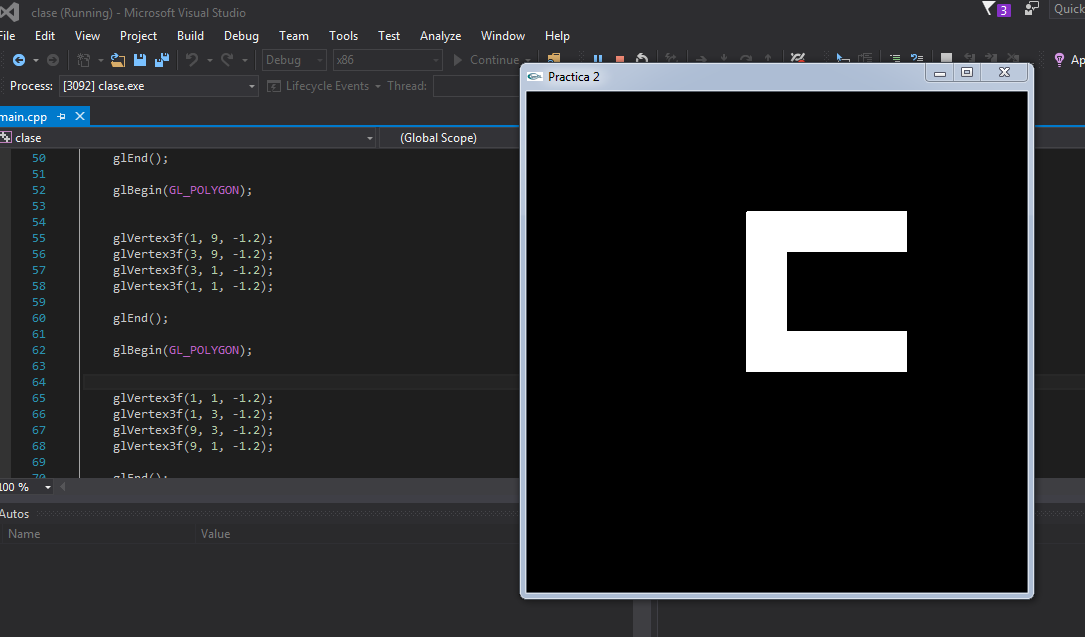 clase (Running) - Microsoft Visual Studio
3
Quick
File Edit View Project Build Debug Team Tools Test Analyze Window Help
Debug x86 Continue
Process: [3092] clase.exe Lifecycle Events Thread:
main.cpp
clase (Global Scope)
50 glEnd();
51
52 glBegin(GL_POLYGON);
53
54
55 glVertex3f(1, 9, -1.2);
56 glVertex3f(3, 9, -1.2);
57 glVertex3f(3, 1, -1.2);
58 glVertex3f(1, 1, -1.2);
59
60 glEnd();
61
62 glBegin(GL_POLYGON);
63
64
65 glVertex3f(1, 1, -1.2);
66 glVertex3f(1, 3, -1.2);
67 glVertex3f(9, 3, -1.2);
68 glVertex3f(9, 1, -1.2);
69
70 glEnd();
100 %
Autos
Name Value
Practica 2
Ap